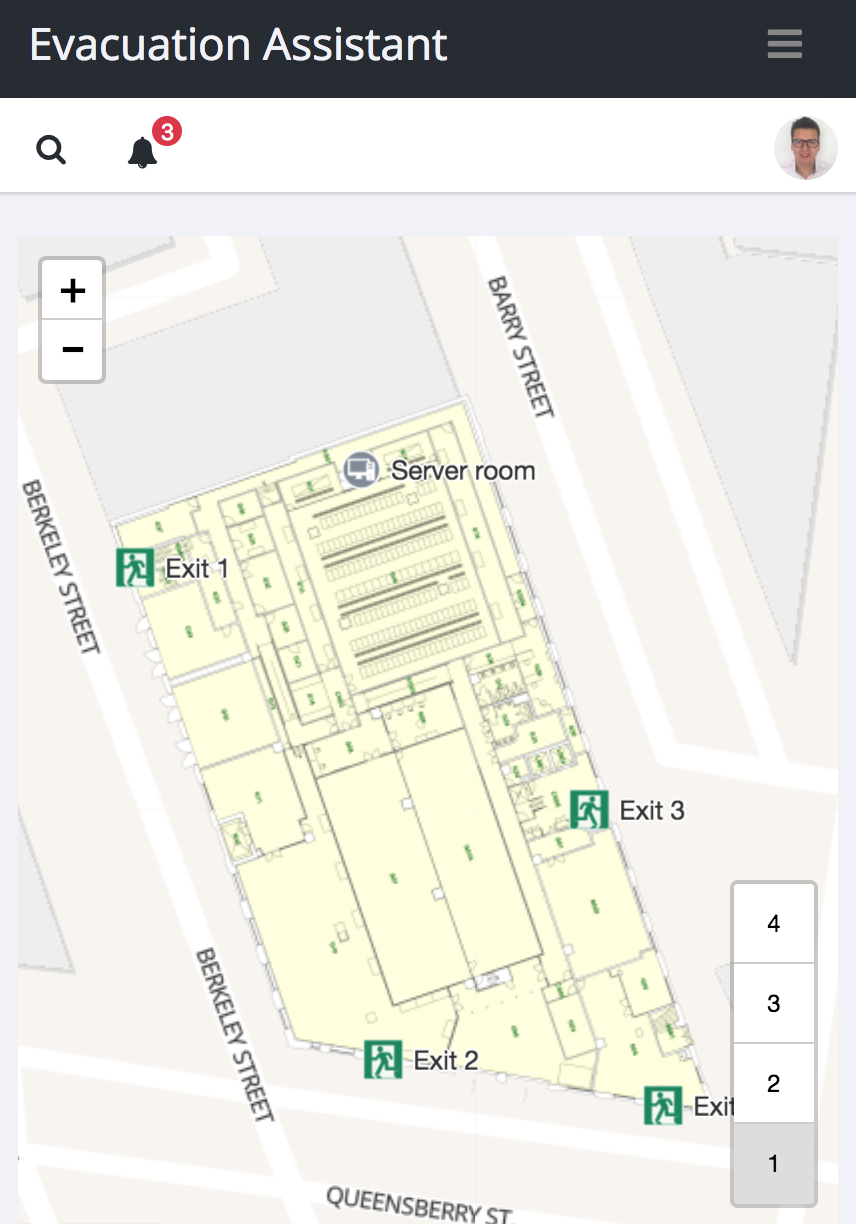 Evacuation Assistant
3
+
−
BARRY STREET
Server room
BERKELEY STREET
Exit 1
Exit 3
4
3
BERKELEY STREET
Exit 2
2
Exit
1
QUEENSBERRY ST.